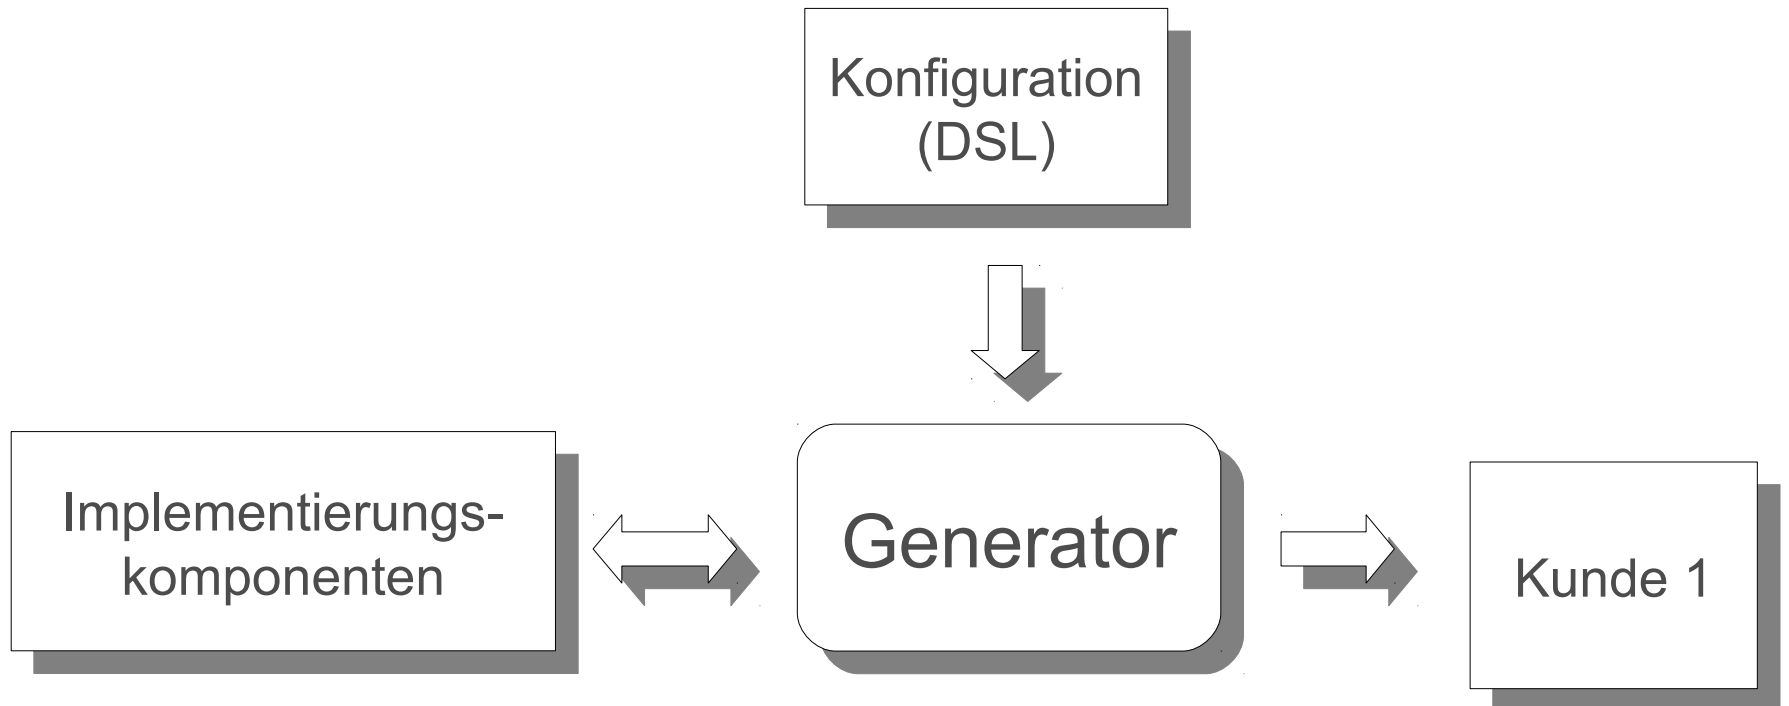 Konfiguration
(DSL)
Implementierungs-
komponenten
Generator
Kunde 1